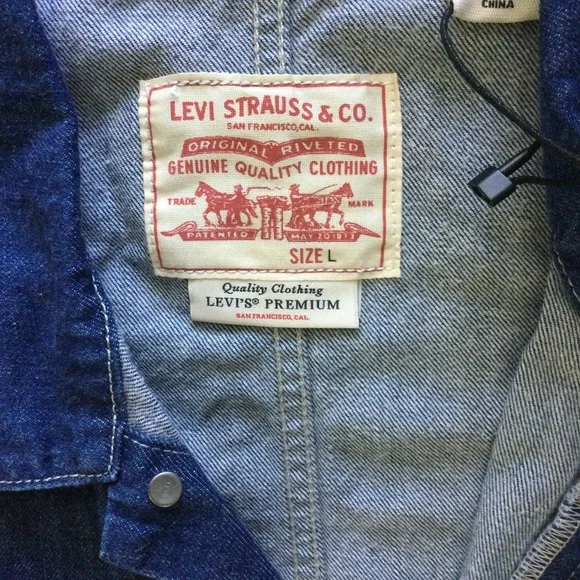 CHINA
LEVI STRAUSS & CO.
SAN FRANCISCO, CAL.
ORIGINAL RIVETED
GENUINE QUALITY CLOTHING
TRADE MARK
PATENTED MAY 20 1873
SIZE L
Quality Clothing
LEVI'S® PREMIUM
SAN FRANCISCO, CAL.